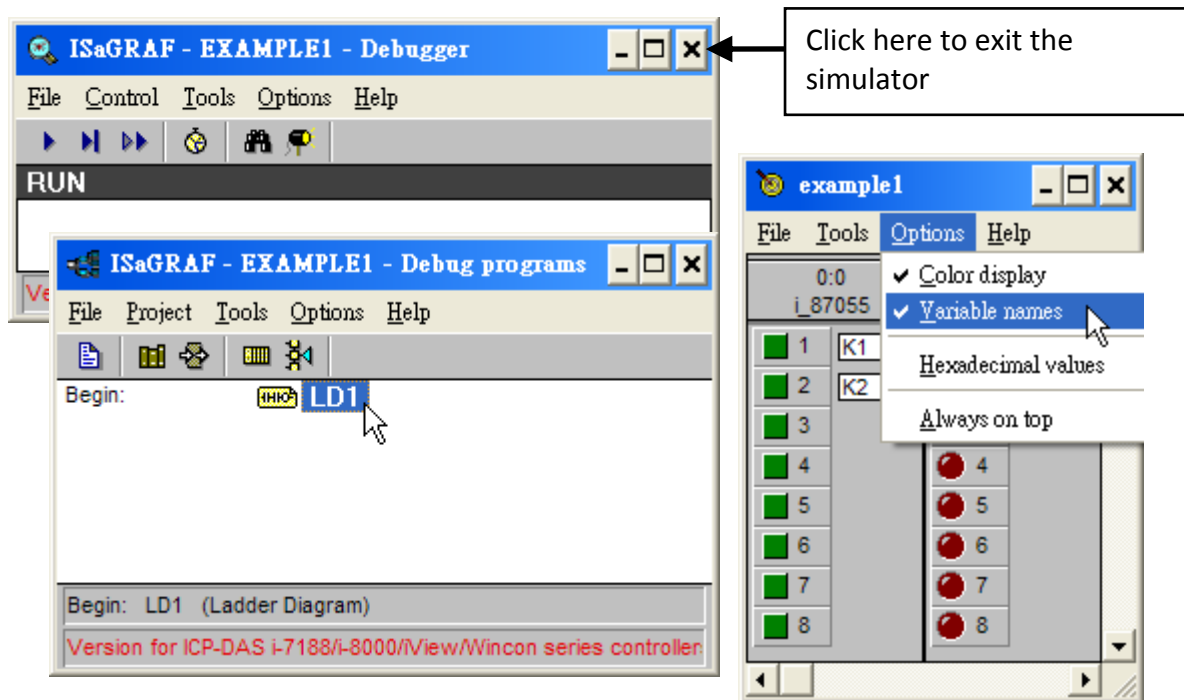 ISaGRAF - EXAMPLE1 - Debugger
File Control Tools Options Help
RUN
Ve
Click here to exit the
simulator
ISaGRAF - EXAMPLE1 - Debug programs
File Project Tools Options Help
Begin:
LD1
Begin: LD1 (Ladder Diagram)
Version for ICP-DAS i-7188/i-8000/iView/Wincon series controller
example1
File Tools Options Help
0:0
i_87055
Color display
Variable names
Hexadecimal values
Always on top
1 K1
2 K2
3
4 4
5 5
6 6
7 7
8 8